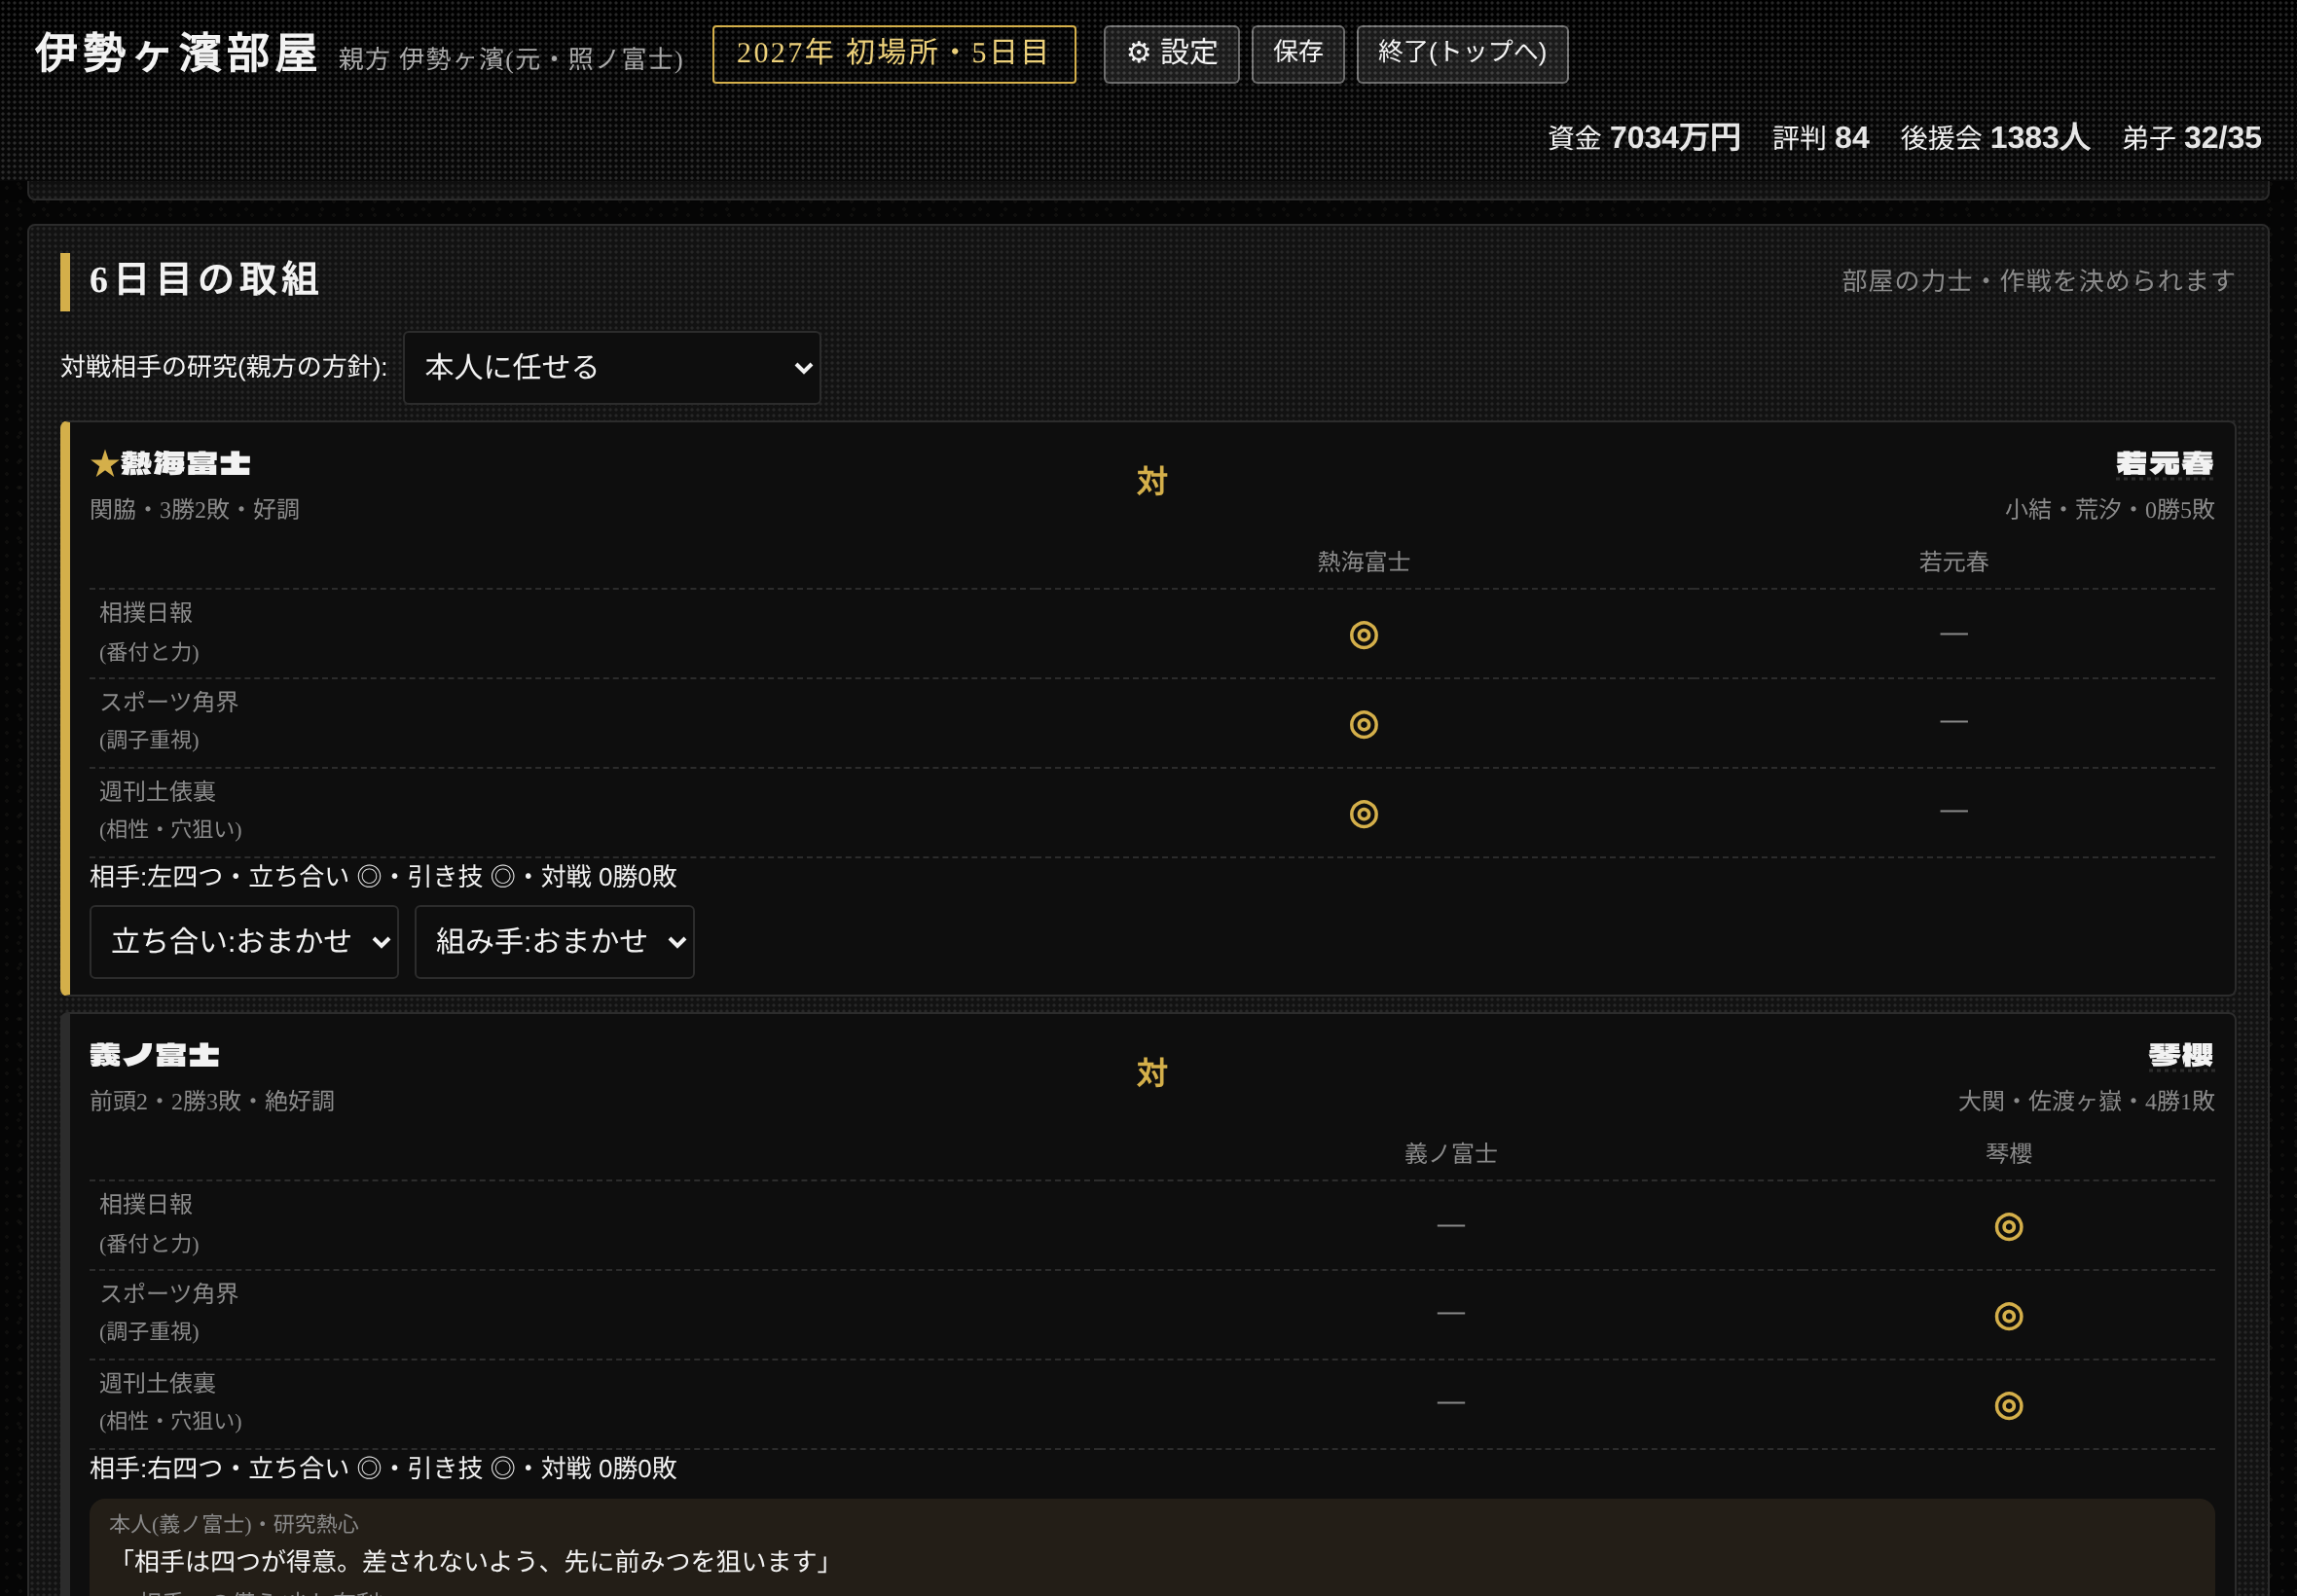 伊勢ヶ濱部屋 親方 伊勢ヶ濱(元・照ノ富士) 2027年 初場所・5日目 ⚙ 設定 保存 終了(トップへ)
資金 7034万円 評判 84 後援会 1383人 弟子 32/35
6日目の取組 部屋の力士・作戦を決められます
対戦相手の研究(親方の方針): 本人に任せる
★熱海富士 対 若元春
関脇・3勝2敗・好調 小結・荒汐・0勝5敗
熱海富士 若元春
相撲日報 ◎ —
(番付と力)
スポーツ角界 ◎ —
(調子重視)
週刊土俵裏 ◎ —
(相性・穴狙い)
相手:左四つ・立ち合い ◎・引き技 ◎・対戦 0勝0敗
立ち合い:おまかせ 組み手:おまかせ
義ノ富士 対 琴櫻
前頭2・2勝3敗・絶好調 大関・佐渡ヶ嶽・4勝1敗
義ノ富士 琴櫻
相撲日報 — ◎
(番付と力)
スポーツ角界 — ◎
(調子重視)
週刊土俵裏 — ◎
(相性・穴狙い)
相手:右四つ・立ち合い ◎・引き技 ◎・対戦 0勝0敗
本人(義ノ富士)・研究熱心
「相手は四つが得意。差されないよう、先に前みつを狙います」